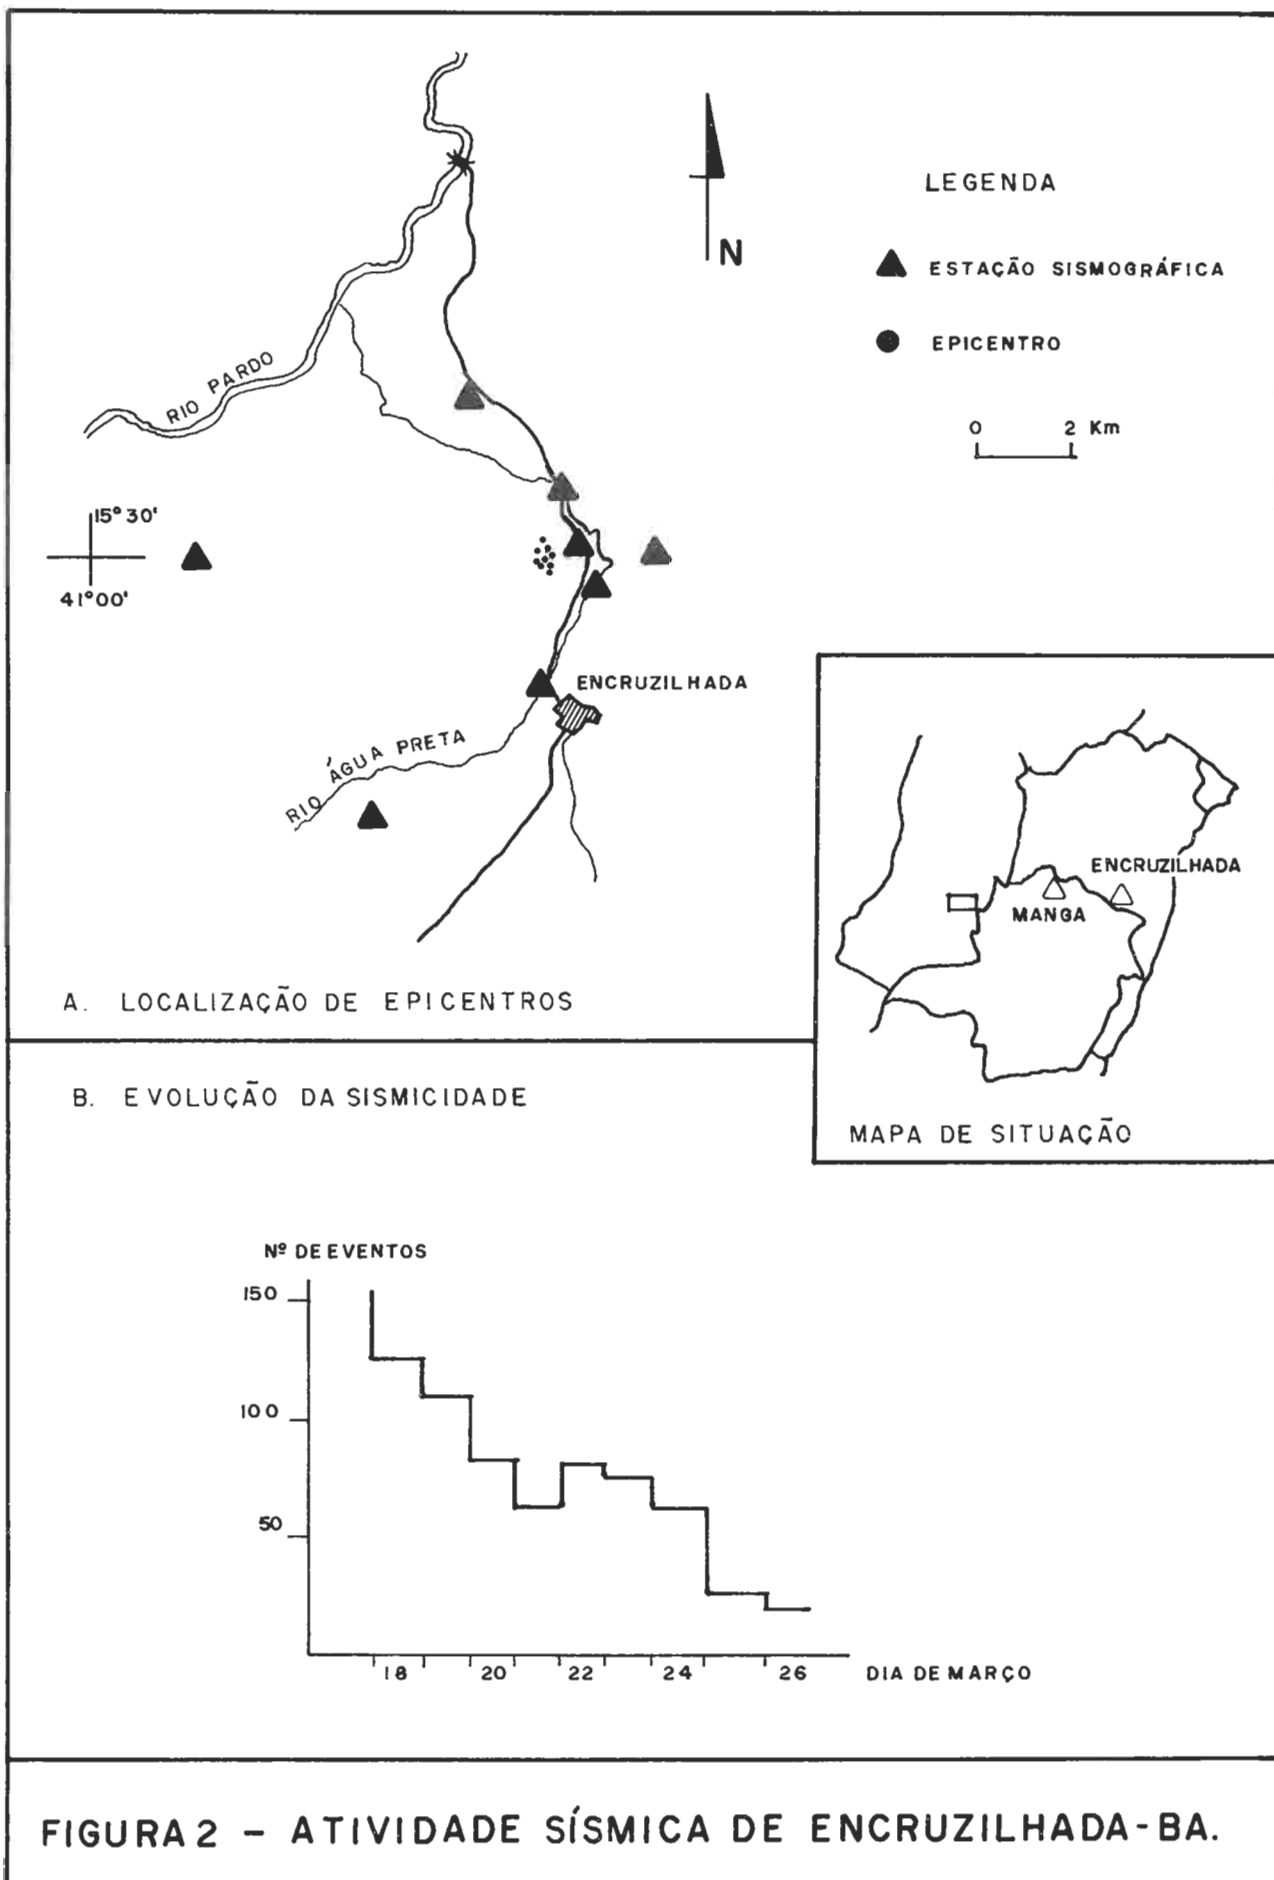 N
LEGENDA
ESTAÇÃO SISMOGRÁFICA
EPICENTRO
0 2 Km
RIO PARDO
15° 30'
41° 00'
ENCRUZILHADA
RIO ÁGUA PRETA
A. LOCALIZAÇÃO DE EPICENTROS
ENCRUZILHADA
MANGA
MAPA DE SITUAÇÃO
B. EVOLUÇÃO DA SISMICIDADE
Nº DE EVENTOS
150
100
50
18 20 22 24 26 DIA DE MARÇO
FIGURA 2 - ATIVIDADE SÍSMICA DE ENCRUZILHADA-BA.